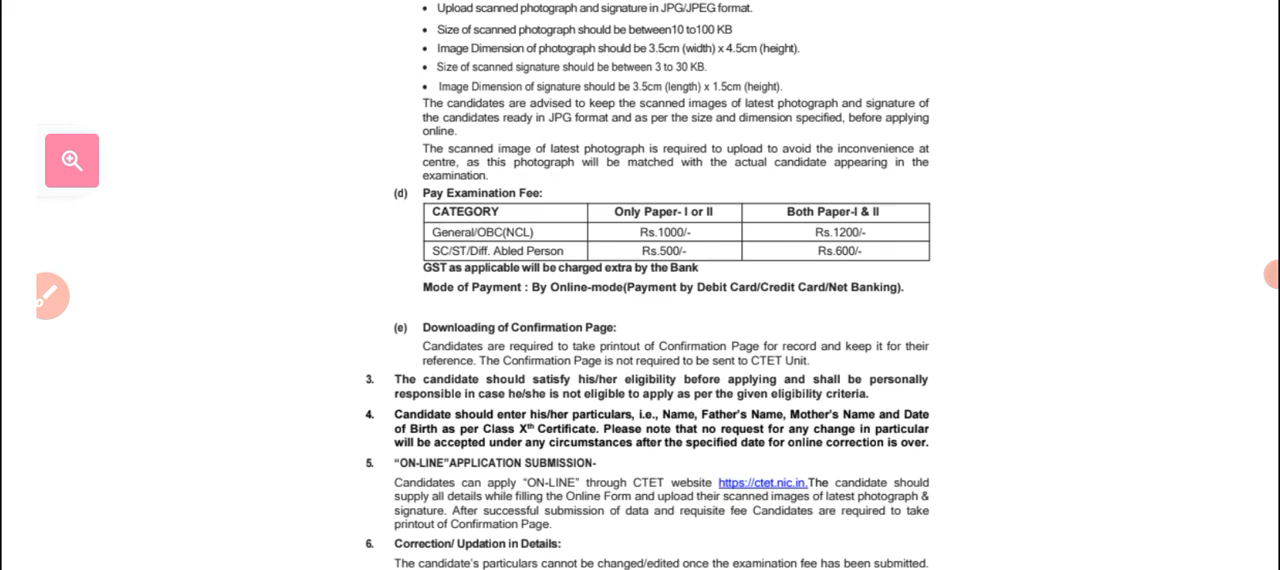 • Upload scanned photograph and signature in JPG/JPEG format.
• Size of scanned photograph should be between10 to100 KB
• Image Dimension of photograph should be 3.5cm (width) x 4.5cm (height).
• Size of scanned signature should be between 3 to 30 KB.
• Image Dimension of signature should be 3.5cm (length) x 1.5cm (height).
The candidates are advised to keep the scanned images of latest photograph and signature of
the candidates ready in JPG format and as per the size and dimension specified, before applying
online.
The scanned image of latest photograph is required to upload to avoid the inconvenience at
centre, as this photograph will be matched with the actual candidate appearing in the
examination.
(d) Pay Examination Fee:
CATEGORY Only Paper- I or II Both Paper-I & II
General/OBC(NCL) Rs.1000/- Rs.1200/-
SC/ST/Diff. Abled Person Rs.500/- Rs.600/-
GST as applicable will be charged extra by the Bank
Mode of Payment : By Online-mode(Payment by Debit Card/Credit Card/Net Banking).
(e) Downloading of Confirmation Page:
Candidates are required to take printout of Confirmation Page for record and keep it for their
reference. The Confirmation Page is not required to be sent to CTET Unit.
3. The candidate should satisfy his/her eligibility before applying and shall be personally
responsible in case he/she is not eligible to apply as per the given eligibility criteria.
4. Candidate should enter his/her particulars, i.e., Name, Father's Name, Mother's Name and Date
of Birth as per Class Xth Certificate. Please note that no request for any change in particular
will be accepted under any circumstances after the specified date for online correction is over.
5. "ON-LINE"APPLICATION SUBMISSION-
Candidates can apply "ON-LINE" through CTET website https://ctet.nic.in.The candidate should
supply all details while filling the Online Form and upload their scanned images of latest photograph &
signature. After successful submission of data and requisite fee Candidates are required to take
printout of Confirmation Page.
6. Correction/ Updation in Details:
The candidate's particulars cannot be changed/edited once the examination fee has been submitted.